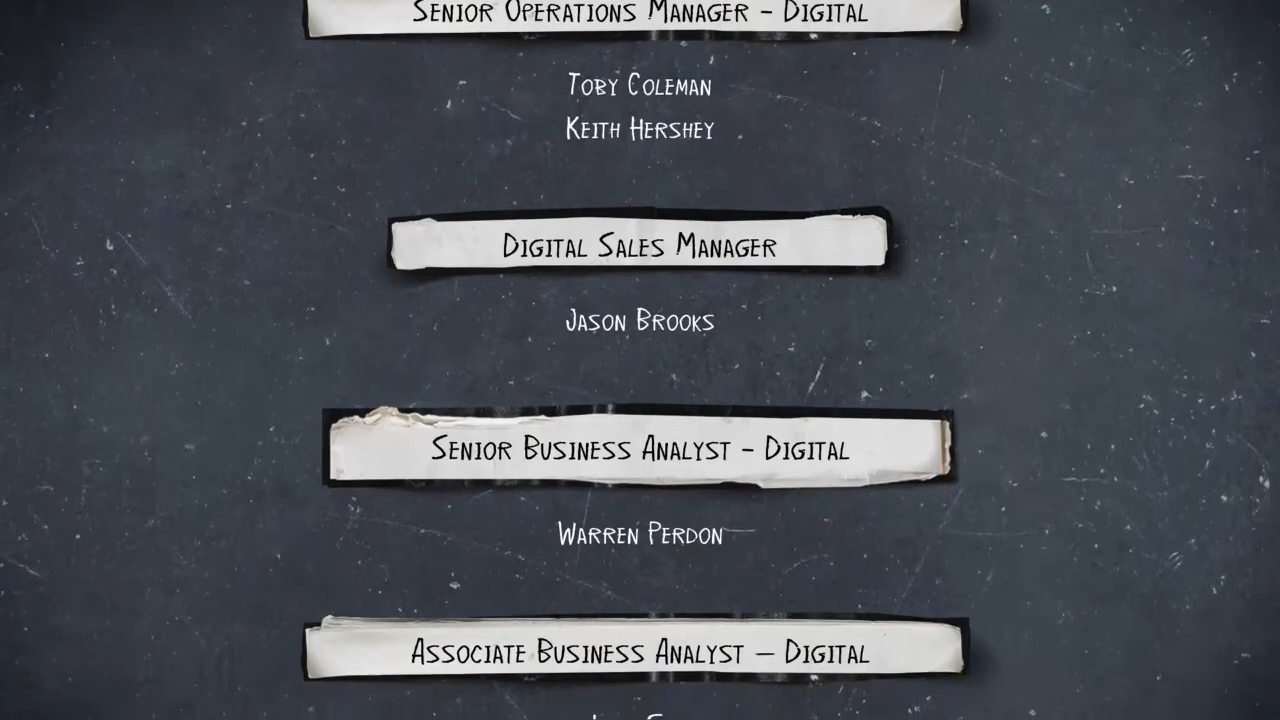 Senior Operations Manager – Digital
Toby Coleman
Keith Hershey
Digital Sales Manager
Jason Brooks
Senior Business Analyst – Digital
Warren Perdon
Associate Business Analyst – Digital